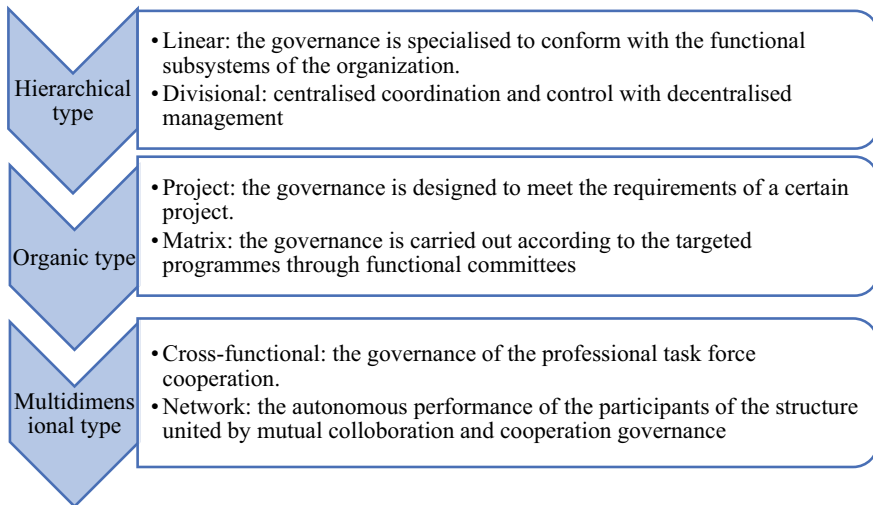 Hierarchical
type
• Linear: the governance is specialised to conform with the functional
subsystems of the organization.
• Divisional: centralised coordination and control with decentralised
management
Organic type
• Project: the governance is designed to meet the requirements of a certain
project.
• Matrix: the governance is carried out according to the targeted
programmes through functional committees
Multidimens
ional type
• Cross-functional: the governance of the professional task force
cooperation.
• Network: the autonomous performance of the participants of the structure
united by mutual colloboration and cooperation governance